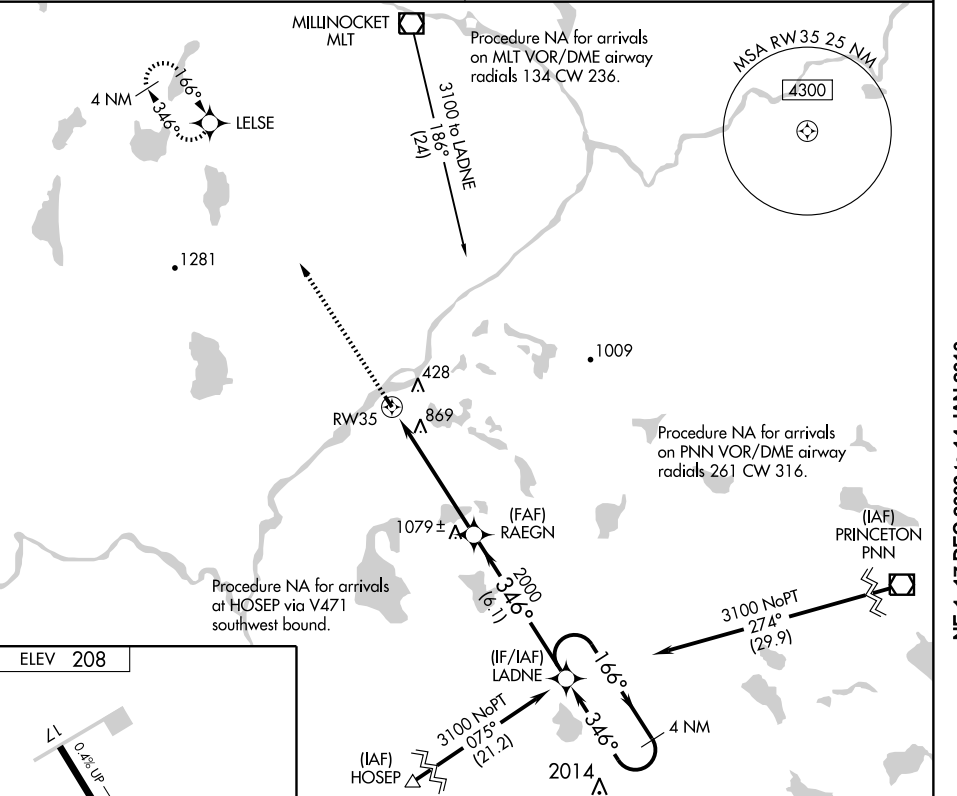 MILLINOCKET
MLT
Procedure NA for arrivals
on MLT VOR/DME airway
radials 134 CW 236.
MSA RW35 25 NM
4300
3100 to LADNE
186°
(24)
4 NM
166°
346°
LELSE
1281
1009
428
869
RW35
Procedure NA for arrivals
on PNN VOR/DME airway
radials 261 CW 316.
1079±
(FAF)
RAEGN
(IAF)
PRINCETON
PNN
Procedure NA for arrivals
at HOSEP via V471
southwest bound.
2000
346°
(6.1)
3100 NoPT
274°
(29.9)
(IF/IAF)
LADNE
166°
346°
4 NM
3100 NoPT
075°
(21.2)
(IAF)
HOSEP
2014
ELEV 208
17
0.4% UP